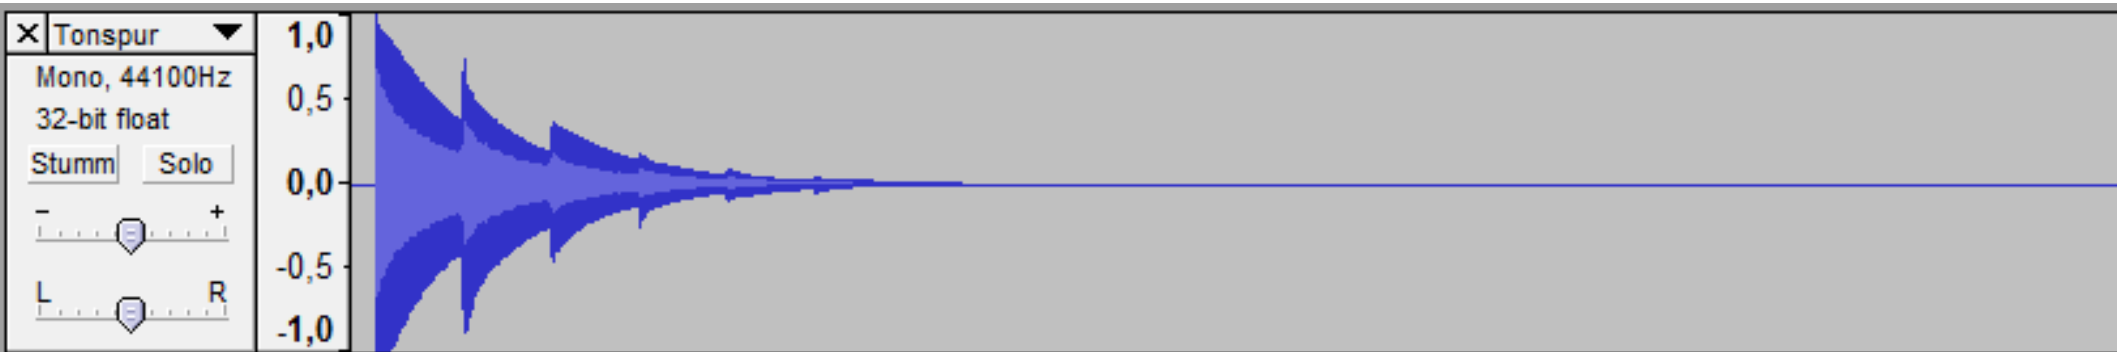 X Tonspur
Mono, 44100Hz
32-bit float
Stumm Solo
- +
L R
1,0
0,5
0,0
-0,5
-1,0